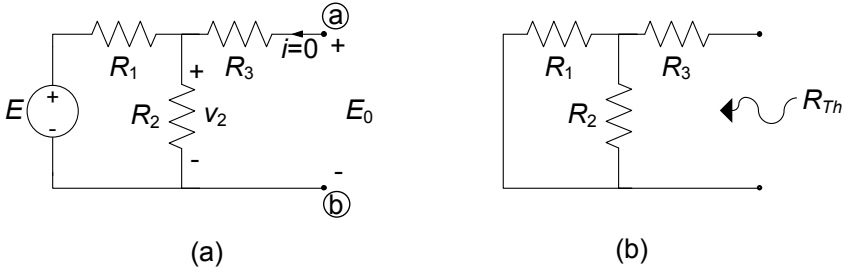 a
i=0
+
R1
+
R3
E
+
-
R2
v2
E0
-
-
b
(a)
R1
R3
R2
RTh
(b)